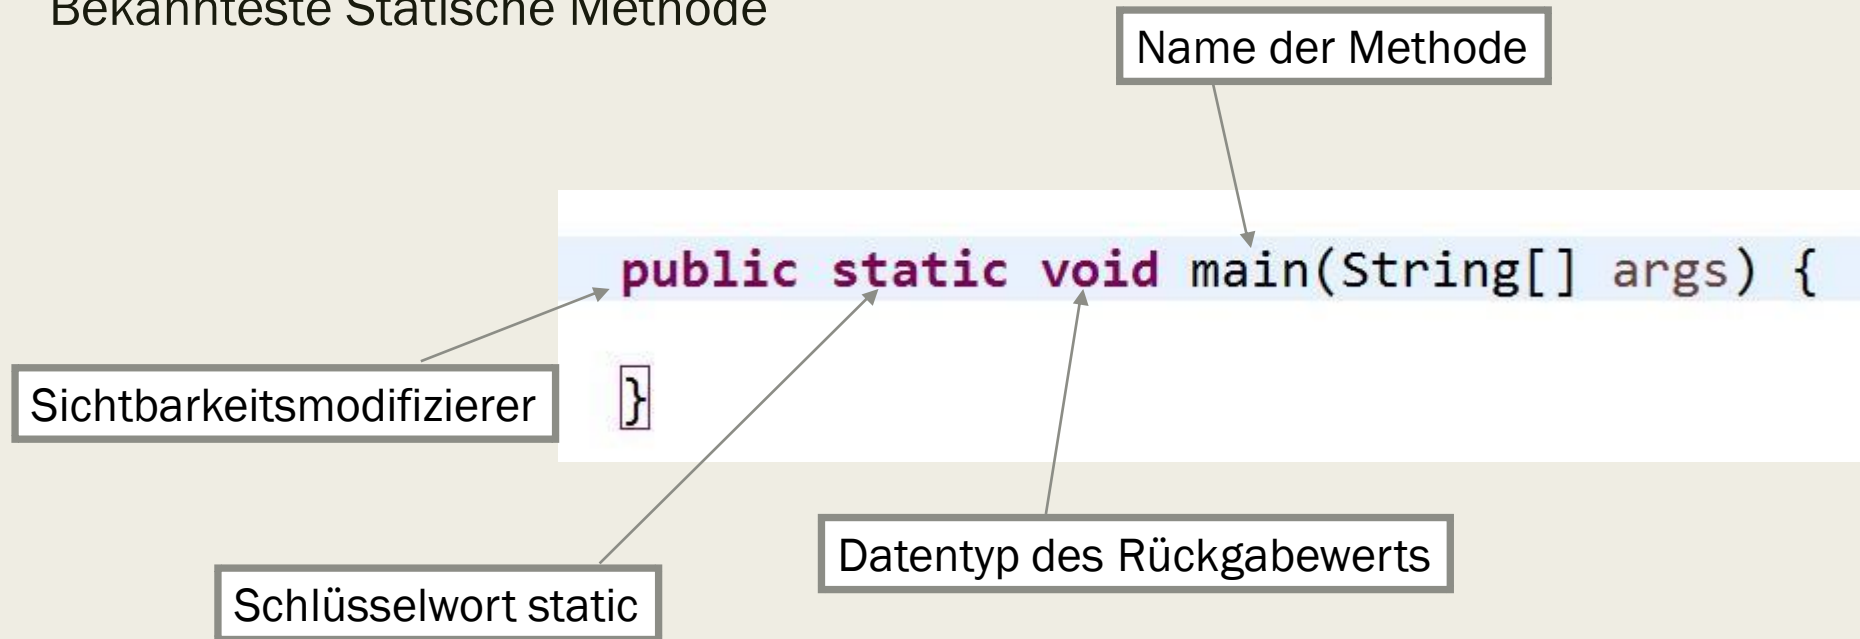 Bekannteste Statische Methode
Name der Methode
public static void main(String[] args) {
Sichtbarkeitsmodifizierer
}
Datentyp des Rückgabewerts
Schlüsselwort static